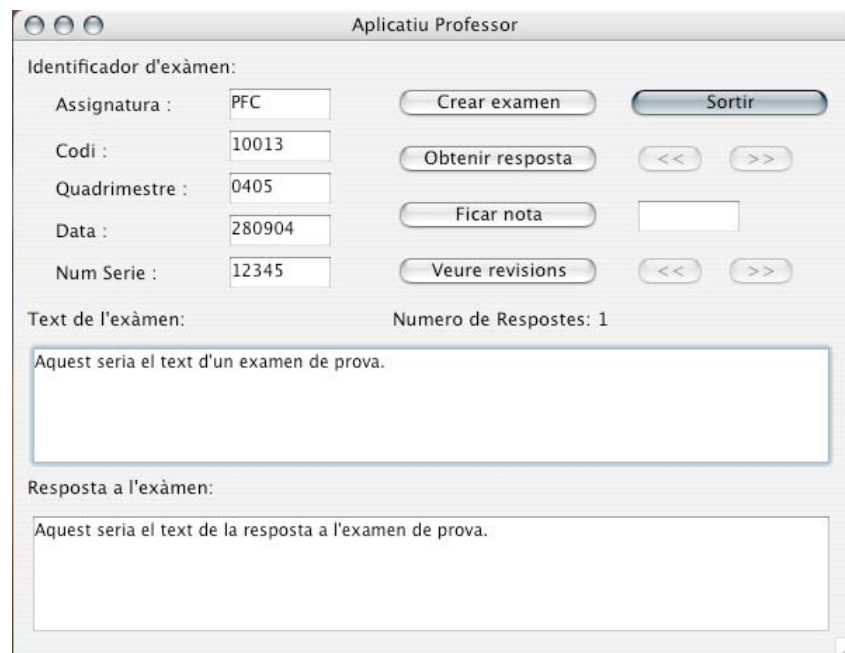 Aplicatiu Professor
Identificador d'exàmen:
Assignatura : PFC Crear examen Sortir
Codi : 10013 Obtenir resposta << >>
Quadrimestre : 0405
Data : 280904 Ficar nota
Num Serie : 12345 Veure revisions << >>
Text de l'exàmen: Numero de Respostes: 1
Aquest seria el text d'un examen de prova.
Resposta a l'exàmen:
Aquest seria el text de la resposta a l'examen de prova.